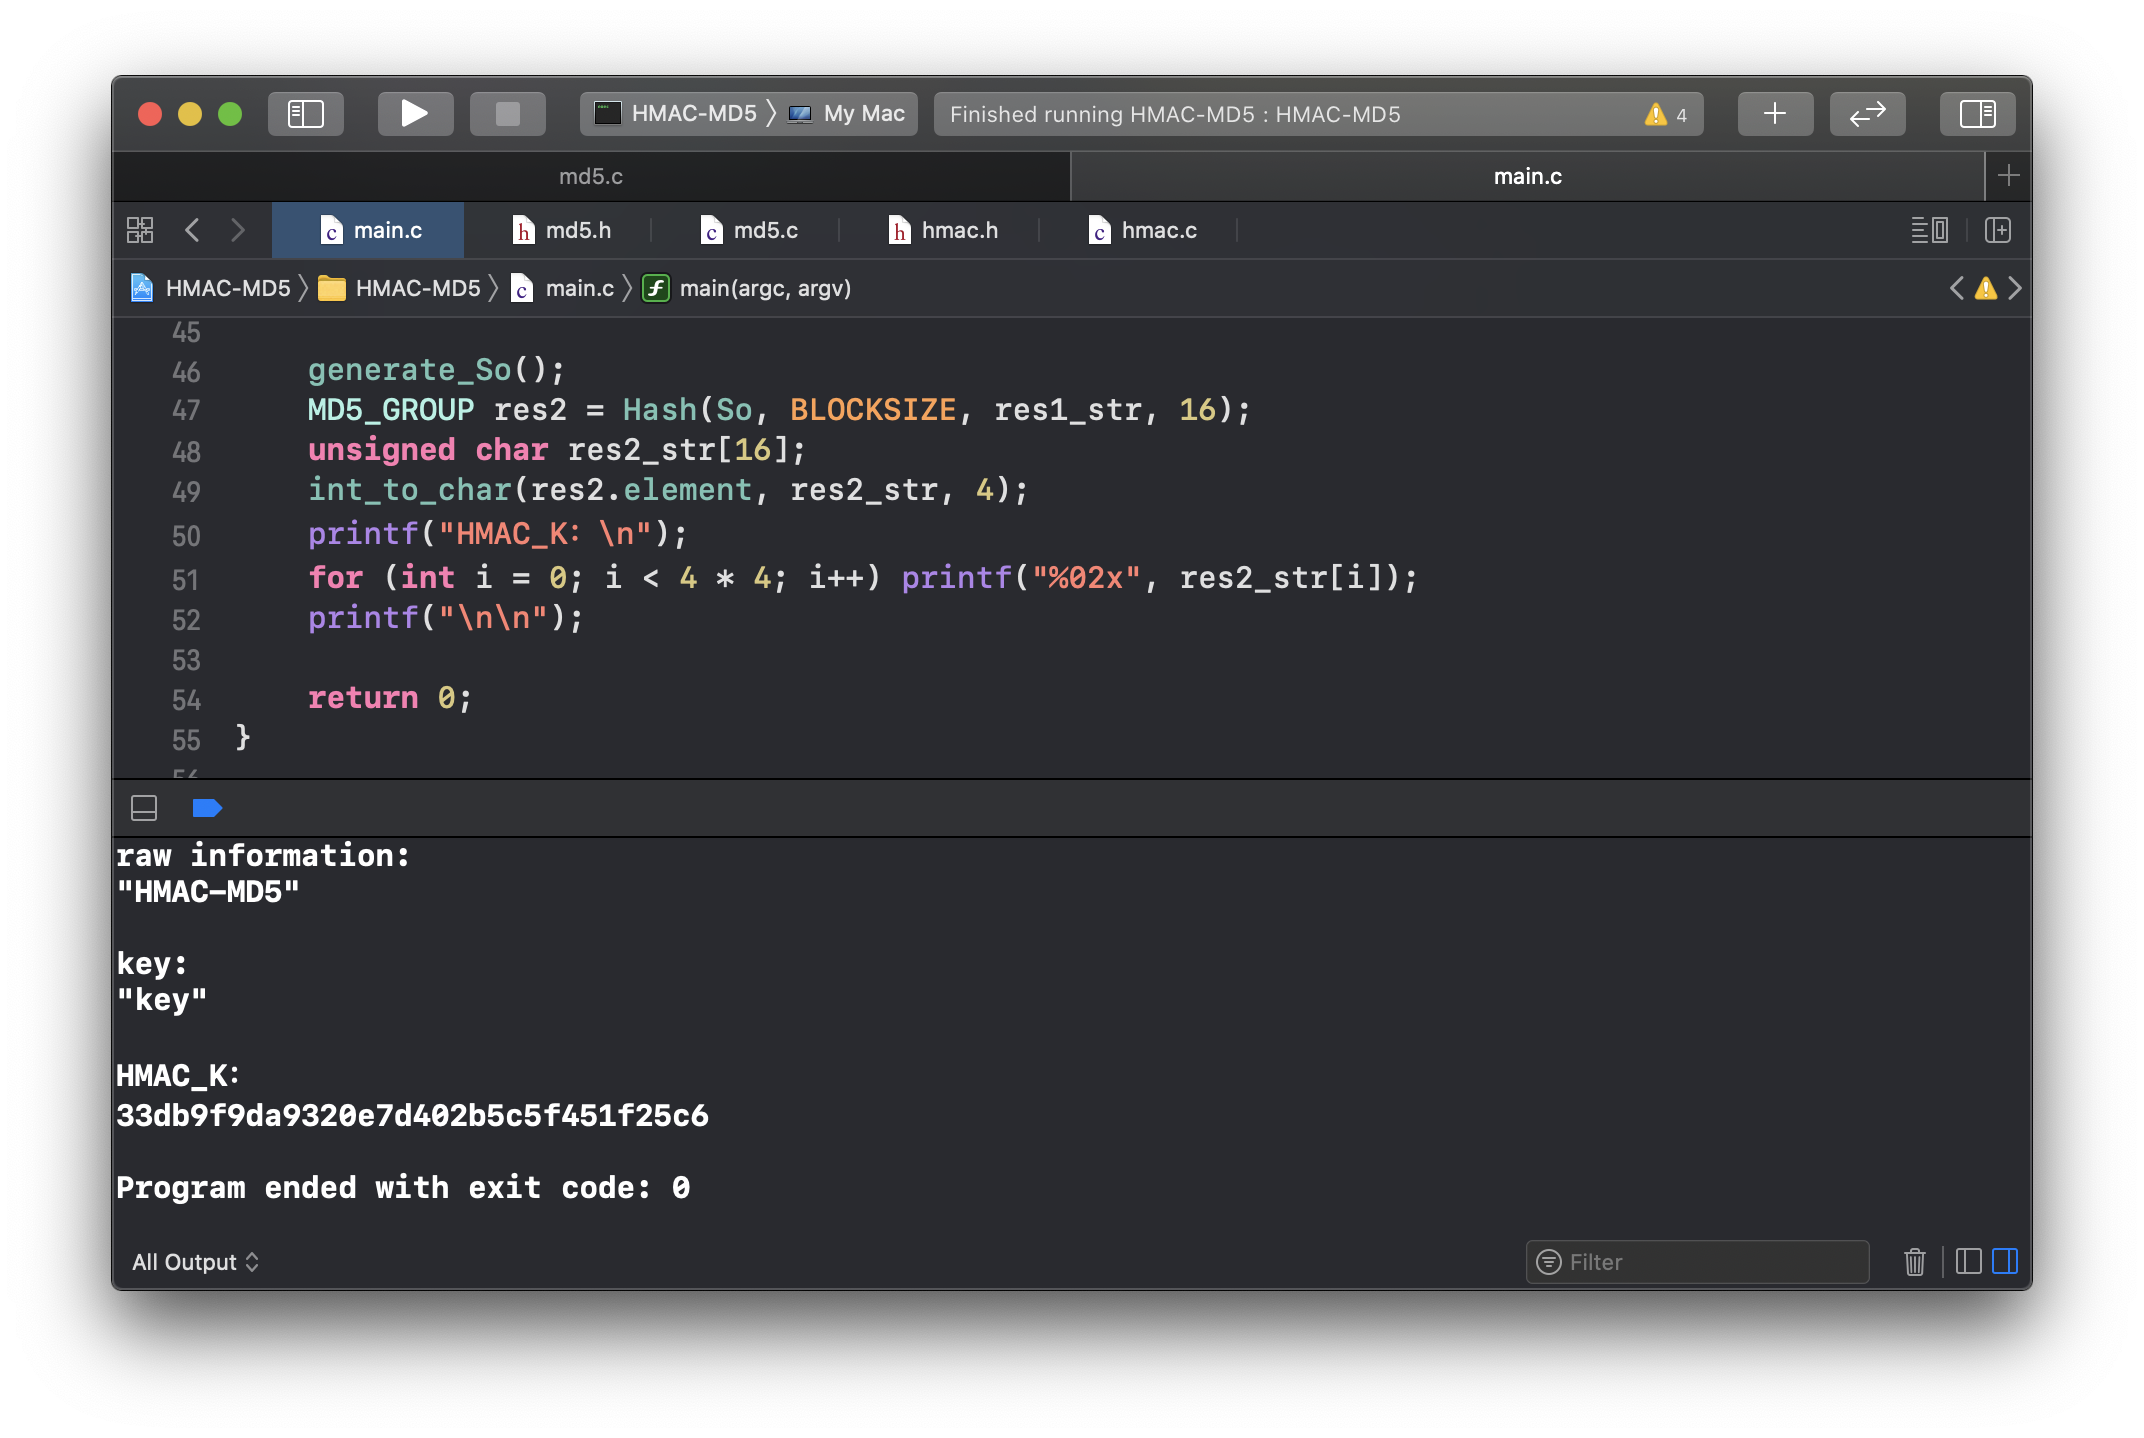 HMAC-MD5 〉 My Mac
Finished running HMAC-MD5 : HMAC-MD5
4
md5.c
main.c
main.c
md5.h
md5.c
hmac.h
hmac.c
HMAC-MD5 〉 HMAC-MD5 〉 main.c 〉 main(argc, argv)
45
46 generate_So();
47 MD5_GROUP res2 = Hash(So, BLOCKSIZE, res1_str, 16);
48 unsigned char res2_str[16];
49 int_to_char(res2.element, res2_str, 4);
50 printf("HMAC_K: \n");
51 for (int i = 0; i < 4 * 4; i++) printf("%02x", res2_str[i]);
52 printf("\n\n");
53
54 return 0;
55 }
raw information:
"HMAC-MD5"
key:
"key"
HMAC_K:
33db9f9da9320e7d402b5c5f451f25c6
Program ended with exit code: 0
All Output
Filter